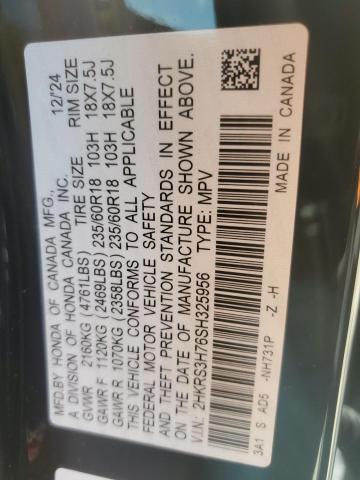 MFD.BY HONDA OF CANADA MFG., 12/24
A DIVISION OF HONDA CANADA INC.
TIRE SIZE RIM SIZE
GVWR 2160KG (4761LBS)
GAWR F 1120KG (2469LBS) 235/60R18 103H 18X7.5J
GAWR R 1070KG (2358LBS) 235/60R18 103H 18X7.5J
THIS VEHICLE CONFORMS TO ALL APPLICABLE
FEDERAL MOTOR VEHICLE SAFETY
AND THEFT PREVENTION STANDARDS IN EFFECT
ON THE DATE OF MANUFACTURE SHOWN ABOVE.
V.I.N.: 2HKRS3H76SH325956 TYPE: MPV
3A1 S AD5 -NH731P -Z -H MADE IN CANADA